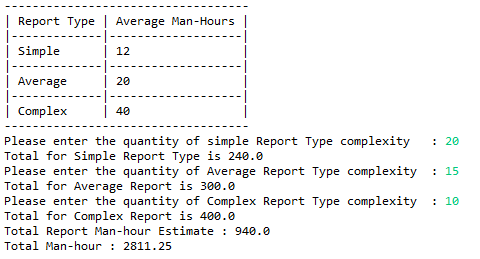 ---------------------------------
| Report Type | Average Man-Hours |
|-------------|-------------------|
| Simple | 12 |
|-------------|-------------------|
| Average | 20 |
|-------------|-------------------|
| Complex | 40 |
---------------------------------
Please enter the quantity of simple Report Type complexity : 20
Total for Simple Report Type is 240.0
Please enter the quantity of Average Report Type complexity : 15
Total for Average Report is 300.0
Please enter the quantity of Complex Report Type complexity : 10
Total for Complex Report is 400.0
Total Report Man-hour Estimate : 940.0
Total Man-hour : 2811.25